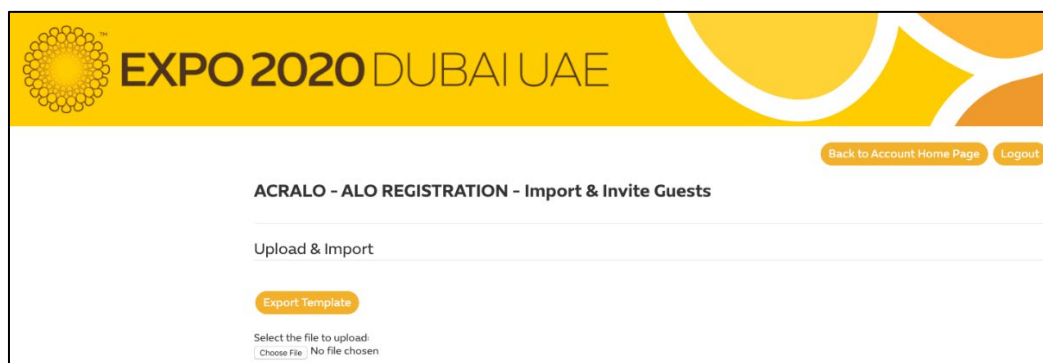 EXPO 2020 DUBAI UAE
TM
Back to Account Home Page Logout
ACRALO - ALO REGISTRATION - Import & Invite Guests
Upload & Import
Export Template
Select the file to upload:
Choose File No file chosen